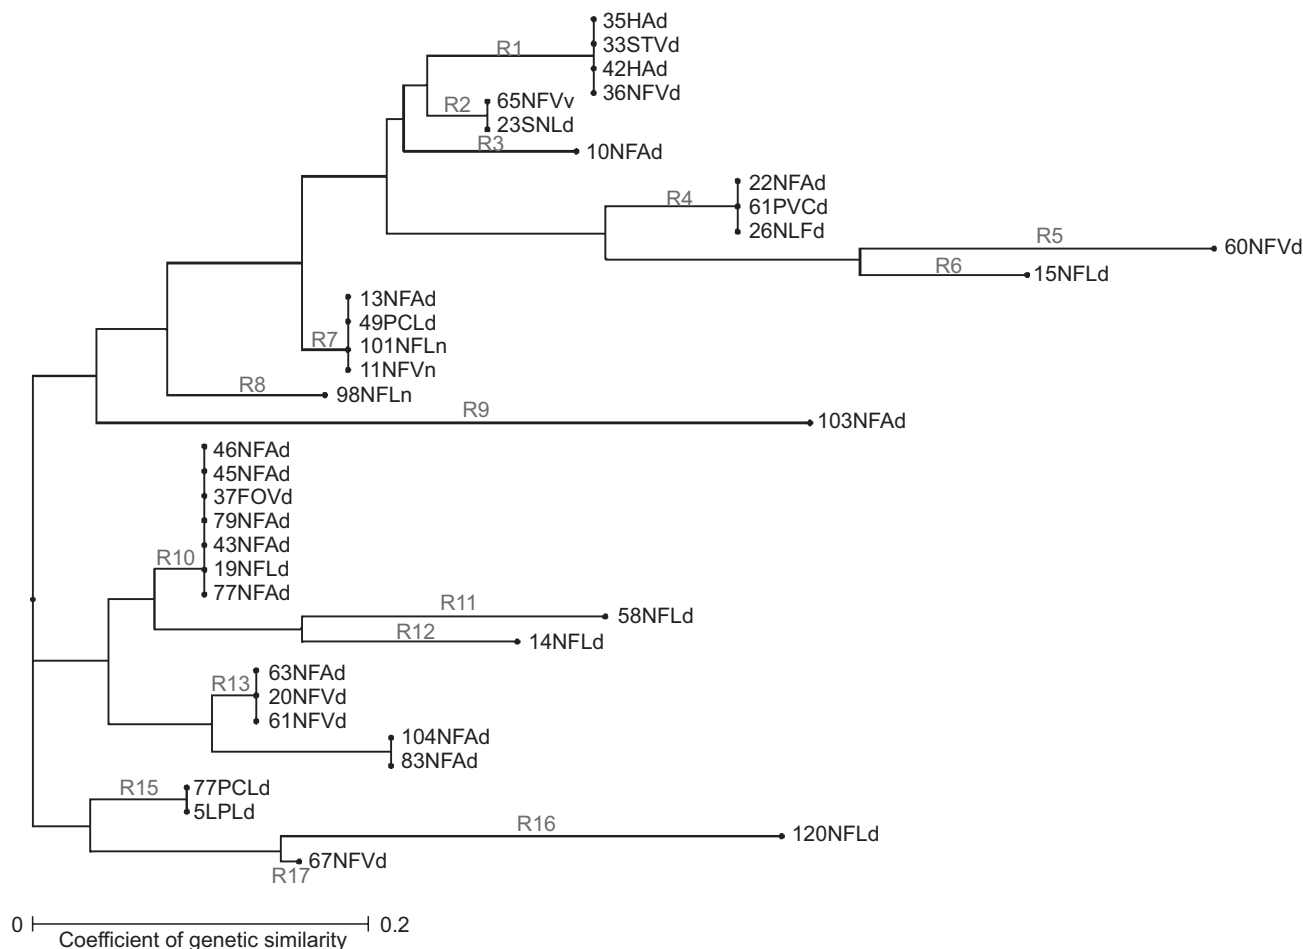 35HAd
R1
33STVd
42HAd
36NFVd
R2
65NFVv
23SNLd
R3
10NFAd
22NFAd
R4
61PVCd
26NLFd
R5
60NFVd
R6
15NFLd
13NFAd
49PCLd
R7
101NFLn
11NFVn
R8
98NFLn
R9
103NFAd
46NFAd
45NFAd
37FOVd
79NFAd
43NFAd
R10
19NFLd
77NFAd
R11
58NFLd
R12
14NFLd
63NFAd
R13
20NFVd
61NFVd
104NFAd
83NFAd
R15
77PCLd
5LPLd
R16
120NFLd
67NFVd
R17
0 0.2
Coefficient of genetic similarity